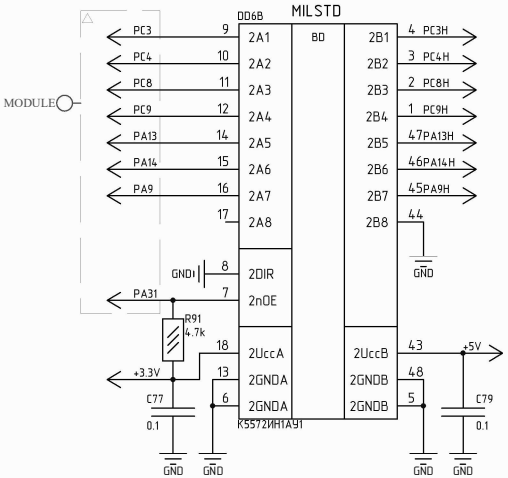 MILSTD
DD6B
BD
PC3 9 2A1 2B1 4 PC3H
PC4 10 2A2 2B2 3 PC4H
PC8 11 2A3 2B3 2 PC8H
PC9 12 2A4 2B4 1 PC9H
MODULE
PA13 14 2A5 2B5 47 PA13H
PA14 15 2A6 2B6 46 PA14H
PA9 16 2A7 2B7 45 PA9H
17 2A8 2B8 44
GND 8 2DIR GND
PA31 7 2nOE
R91
4.7k
18 2UccA 2UccB 43 +5V
+3.3V 13 2GNDA 2GNDB 48
C77 6 2GNDA 2GNDB 5 C79
0.1 0.1
K5572ИН1АУ1
GND GND GND GND